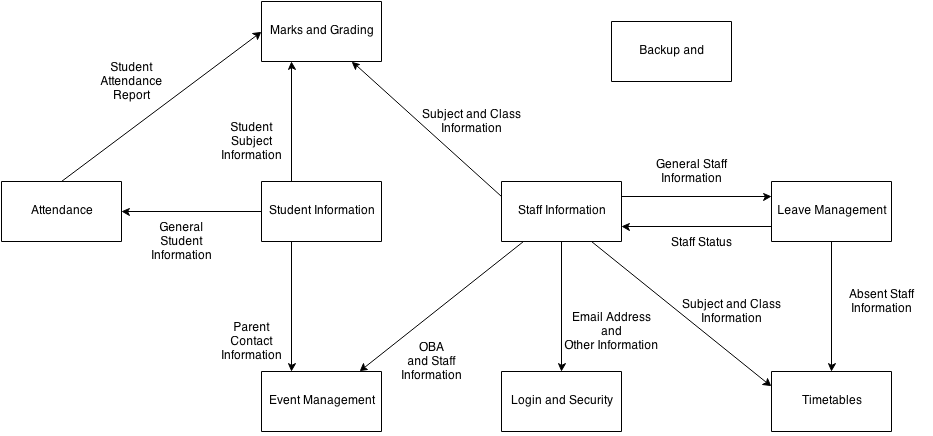 Marks and Grading
Backup and
Student
Attendance
Report
Subject and Class
Information
Student
Subject
Information
General Staff
Information
Attendance
Student Information
Staff Information
Leave Management
General
Student
Information
Staff Status
Absent Staff
Information
Subject and Class
Information
Email Address
and
Other Information
Parent
Contact
Information
OBA
and Staff
Information
Event Management
Login and Security
Timetables